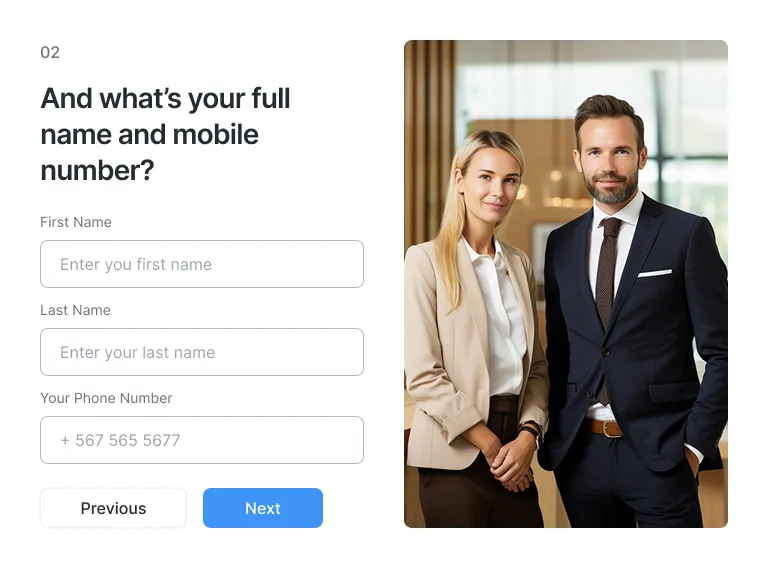 02
And what’s your full
name and mobile
number?
First Name
Enter you first name
Last Name
Enter your last name
Your Phone Number
+ 567 565 5677
Previous
Next